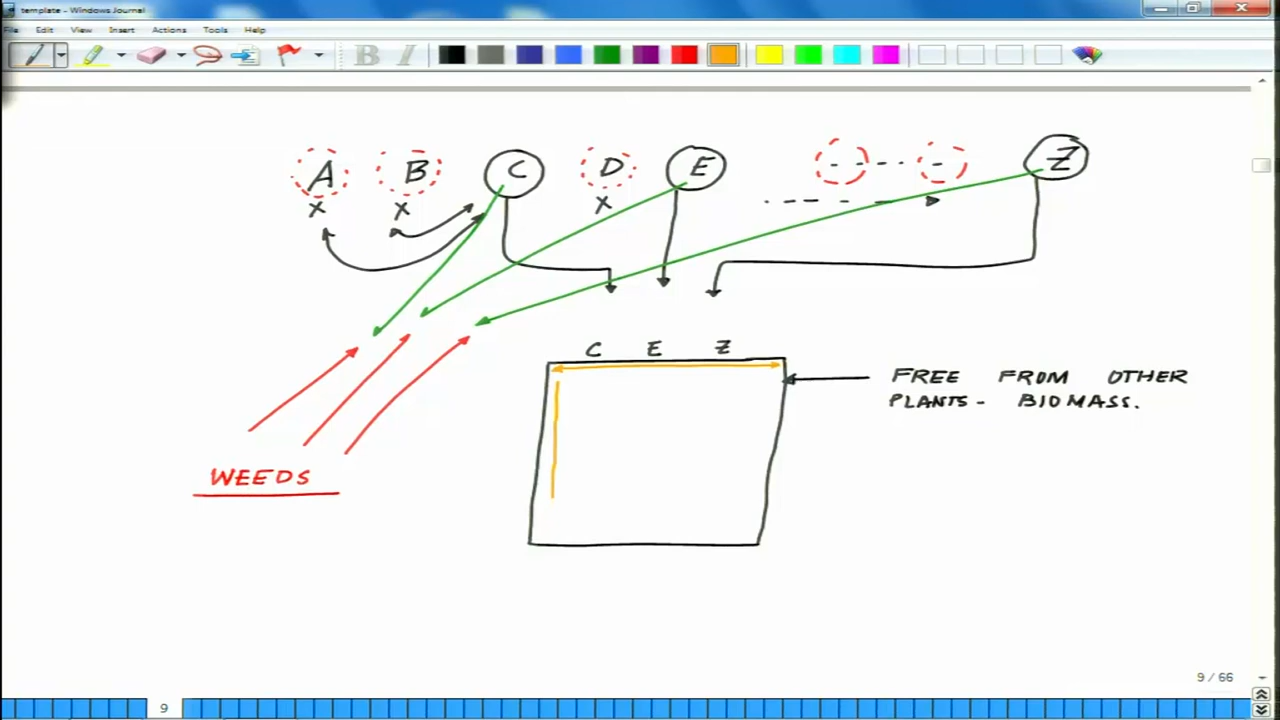 template - Windows Journal
File Edit View Insert Actions Tools Help
B I
A B C D E Z
x x x
C E Z
FREE FROM OTHER
PLANTS - BIOMASS.
WEEDS
9 / 66
9